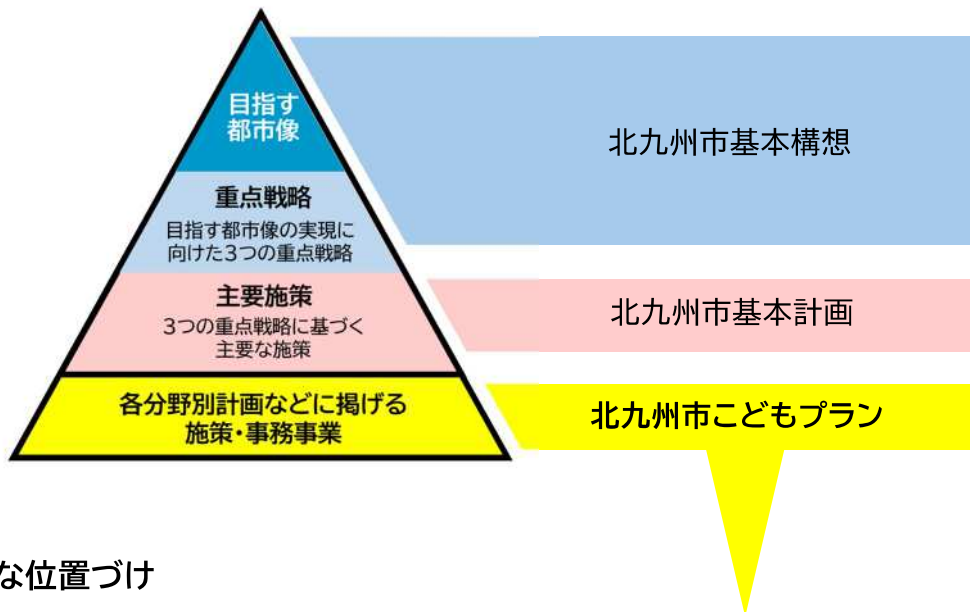 目指す
都市像
北九州市基本構想
重点戦略
目指す都市像の実現に
向けた3つの重点戦略
主要施策
3つの重点戦略に基づく
主要な施策
北九州市基本計画
各分野別計画などに掲げる
施策・事務事業
北九州市こどもプラン
な位置づけ